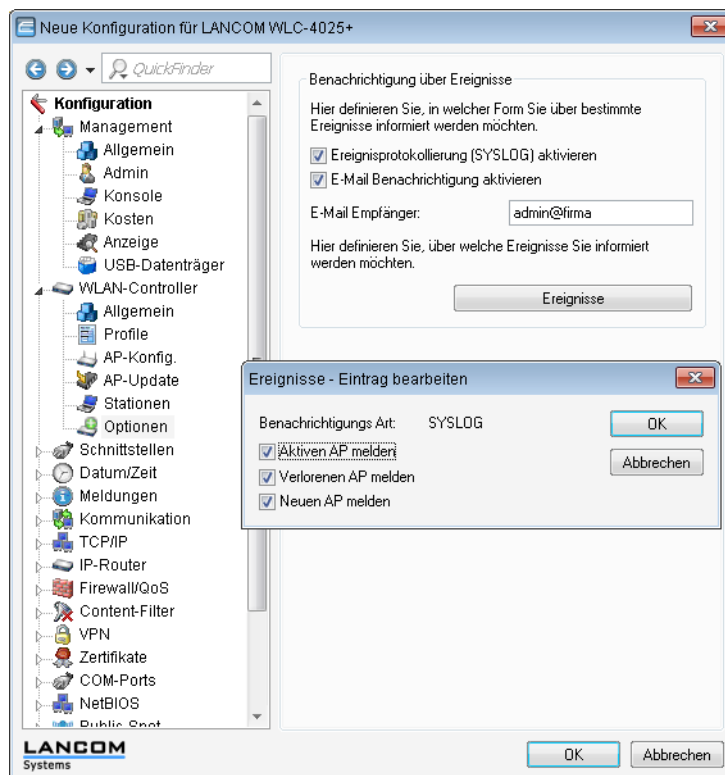 Neue Konfiguration für LANCOM WLC-4025+
QuickFinder
Konfiguration
Management
Allgemein
Admin
Konsole
Kosten
Anzeige
USB-Datenträger
WLAN-Controller
Allgemein
Profile
AP-Konfig.
AP-Update
Stationen
Optionen
Schnittstellen
Datum/Zeit
Meldungen
Kommunikation
TCP/IP
IP-Router
Firewall/QoS
Content-Filter
VPN
Zertifikate
COM-Ports
NetBIOS
Public-Spot
Benachrichtigung über Ereignisse
Hier definieren Sie, in welcher Form Sie über bestimmte
Ereignisse informiert werden möchten.
Ereignisprotokollierung (SYSLOG) aktivieren
E-Mail Benachrichtigung aktivieren
E-Mail Empfänger: admin@firma
Hier definieren Sie, über welche Ereignisse Sie informiert
werden möchten.
Ereignisse
Ereignisse - Eintrag bearbeiten
Benachrichtigungs Art: SYSLOG
Aktiven AP melden
Verlorenen AP melden
Neuen AP melden
OK
Abbrechen
LANCOM
Systems
OK
Abbrechen